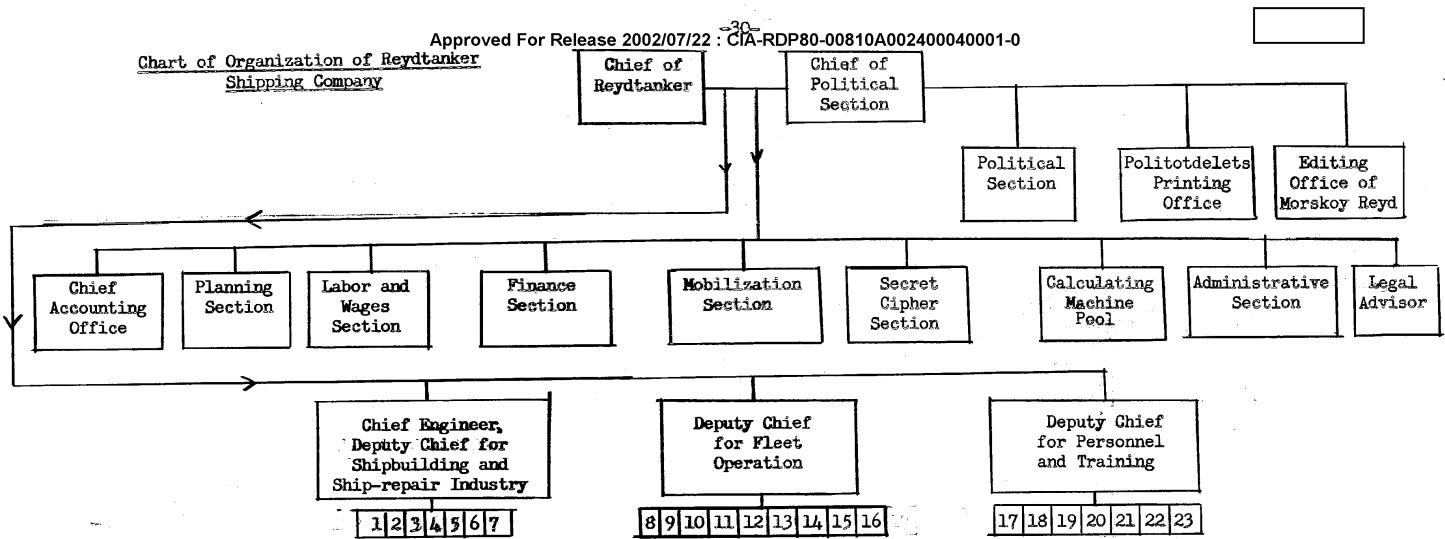 -30-
Approved For Release 2002/07/22 : CIA-RDP80-00810A002400040001-0
Chart of Organization of Reydtanker
Shipping Company
Chief of
Reydtanker
Chief of
Political
Section
Political
Section
Politotdelets
Printing
Office
Editing
Office of
Morskoy Reyd
Chief
Accounting
Office
Planning
Section
Labor and
Wages
Section
Finance
Section
Mobilization
Section
Secret
Cipher
Section
Calculating
Machine
Pool
Administrative
Section
Legal
Advisor
Chief Engineer,
Deputy Chief for
Shipbuilding and
Ship-repair Industry
1 2 3 4 5 6 7
Deputy Chief
for Fleet
Operation
8 9 10 11 12 13 14 15 16
Deputy Chief
for Personnel
and Training
17 18 19 20 21 22 23